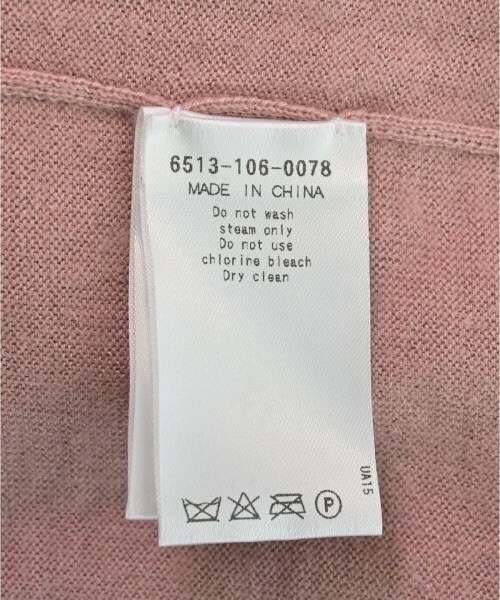 6513-106-0078
MADE IN CHINA
Do not wash
steam only
Do not use
chlorine bleach
Dry clean
UA15
P